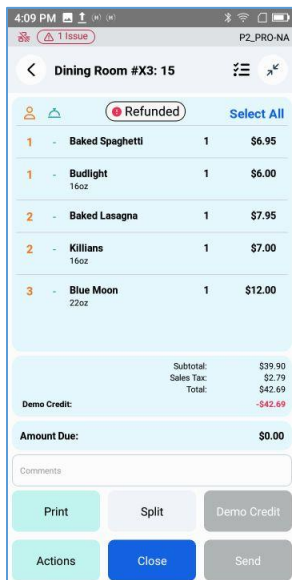 4:09 PM
1 Issue P2_PRO-NA
Dining Room #X3: 15
Refunded Select All
1 - Baked Spaghetti 1 $6.95
1 - Budlight 1 $6.00
16oz
2 - Baked Lasagna 1 $7.95
2 - Killians 1 $7.00
16oz
3 - Blue Moon 1 $12.00
22oz
Subtotal: $39.90
Sales Tax: $2.79
Total: $42.69
Demo Credit: -$42.69
Amount Due: $0.00
Comments
Print Split Demo Credit
Actions Close Send